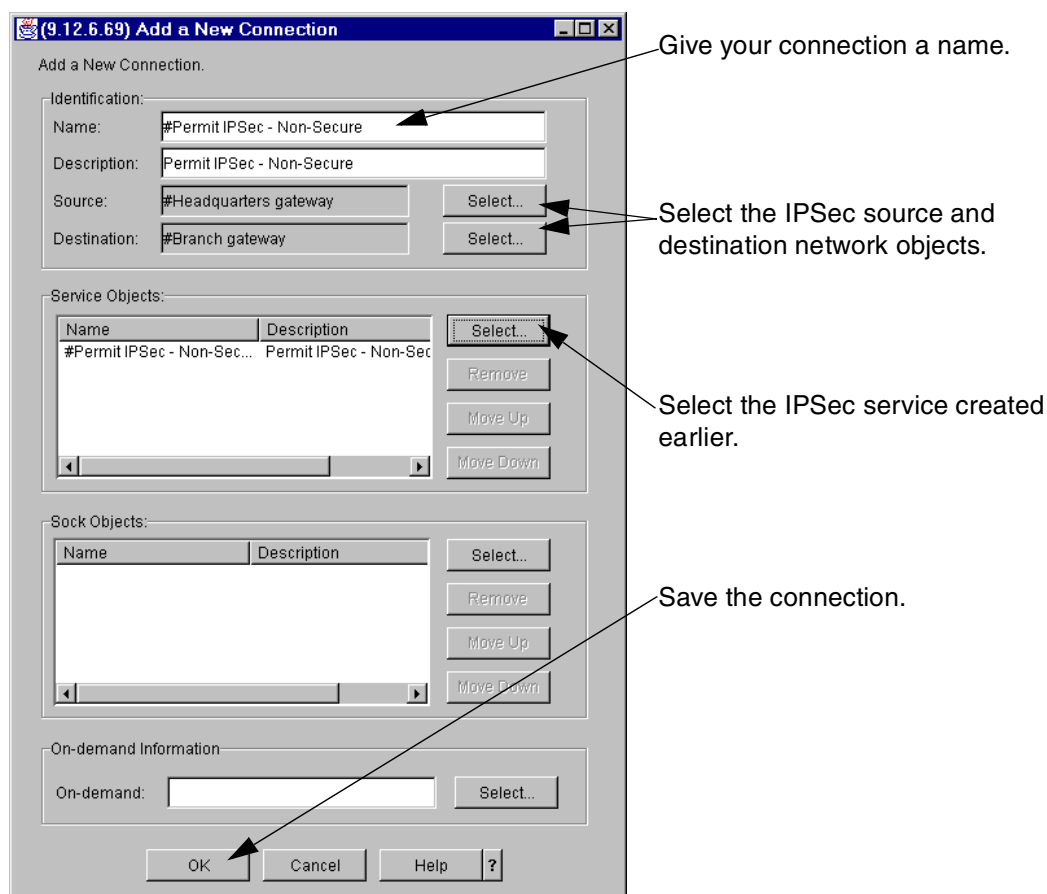 (9.12.6.69) Add a New Connection
Give your connection a name.
Add a New Connection.
Identification:
Name: #Permit IPSec - Non-Secure
Description: Permit IPSec - Non-Secure
Source: #Headquarters gateway Select...
Destination: #Branch gateway Select...
Select the IPSec source and
destination network objects.
Service Objects:
Name Description Select...
#Permit IPSec - Non-Sec... Permit IPSec - Non-Sec
Remove
Move Up
Move Down
Select the IPSec service created
earlier.
Sock Objects:
Name Description Select...
Remove
Move Up
Move Down
Save the connection.
On-demand Information
On-demand: Select...
OK Cancel Help ?